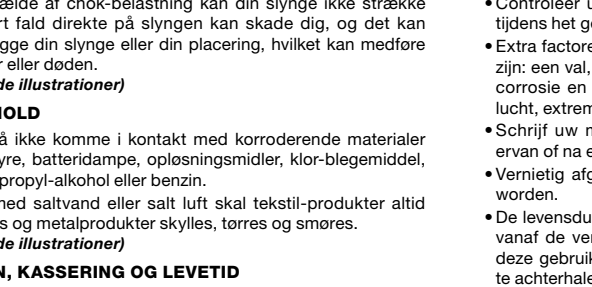 ælde af chok-belastning kan din slynge ikke strække
rt fald direkte på slyngen kan skade dig, og det kan
gge din slynge eller din placering, hvilket kan medføre
r eller døden.
de illustrationer)
HOLD
å ikke komme i kontakt med korroderende materialer
yre, batteridampe, opløsningsmidler, klor-blegemiddel,
propyl-alkohol eller benzin.
ned saltvand eller salt luft skal tekstil-produkter altid
s og metalprodukter skylles, tørres og smøres.
de illustrationer)
N, KASSERING OG LEVETID
• Controleer u
tijdens het ge
• Extra factore
zijn: een val,
corrosie en
lucht, extrem
• Schrijf uw n
ervan of na e
• Vernietig afg
worden.
• De levensdu
vanaf de ver
deze gebruik
te achterhale